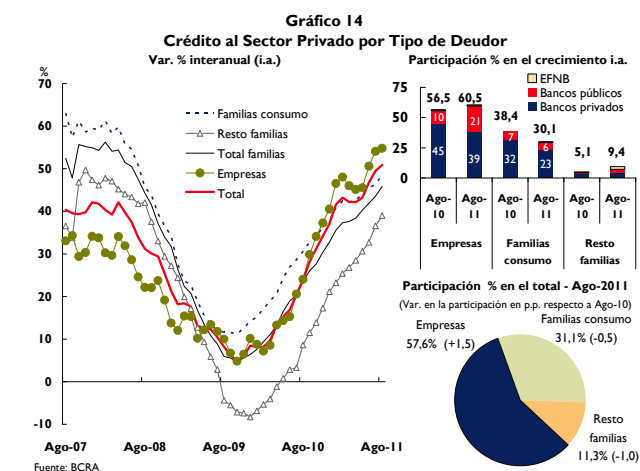 Gráfico 14
Crédito al Sector Privado por Tipo de Deudor
Var. % interanual (i.a.)
%
70
60
50
40
30
20
10
0
-10
Familias consumo
Resto familias
Total familias
Empresas
Total
Ago-07
Ago-08
Ago-09
Ago-10
Ago-11
Fuente: BCRA
Participación % en el crecimiento i.a.
EFNB
Bancos públicos
Bancos privados
75
50
25
0
56,5
60,5
38,4
30,1
5,1
9,4
10
21
7
6
45
39
32
23
Ago-10
Ago-11
Ago-10
Ago-11
Ago-10
Ago-11
Empresas
Familias consumo
Resto familias
Participación % en el total - Ago-2011
(Var. en la participación en p.p. respecto a Ago-10)
Empresas
57,6% (+1,5)
Familias consumo
31,1% (-0,5)
Resto
familias
11,3% (-1,0)